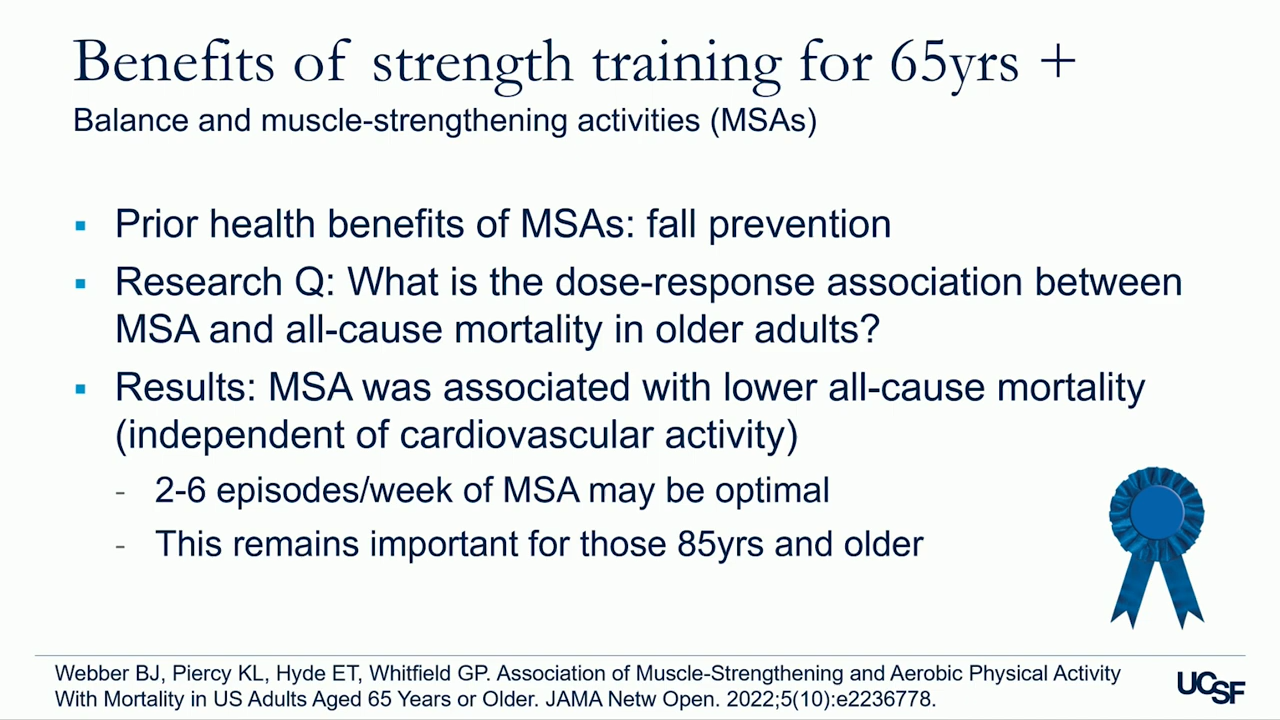 Benefits of strength training for 65yrs +
Balance and muscle-strengthening activities (MSAs)
▪ Prior health benefits of MSAs: fall prevention
▪ Research Q: What is the dose-response association between
MSA and all-cause mortality in older adults?
▪ Results: MSA was associated with lower all-cause mortality
(independent of cardiovascular activity)
- 2-6 episodes/week of MSA may be optimal
- This remains important for those 85yrs and older
Webber BJ, Piercy KL, Hyde ET, Whitfield GP. Association of Muscle-Strengthening and Aerobic Physical Activity
With Mortality in US Adults Aged 65 Years or Older. JAMA Netw Open. 2022;5(10):e2236778.
UCSF